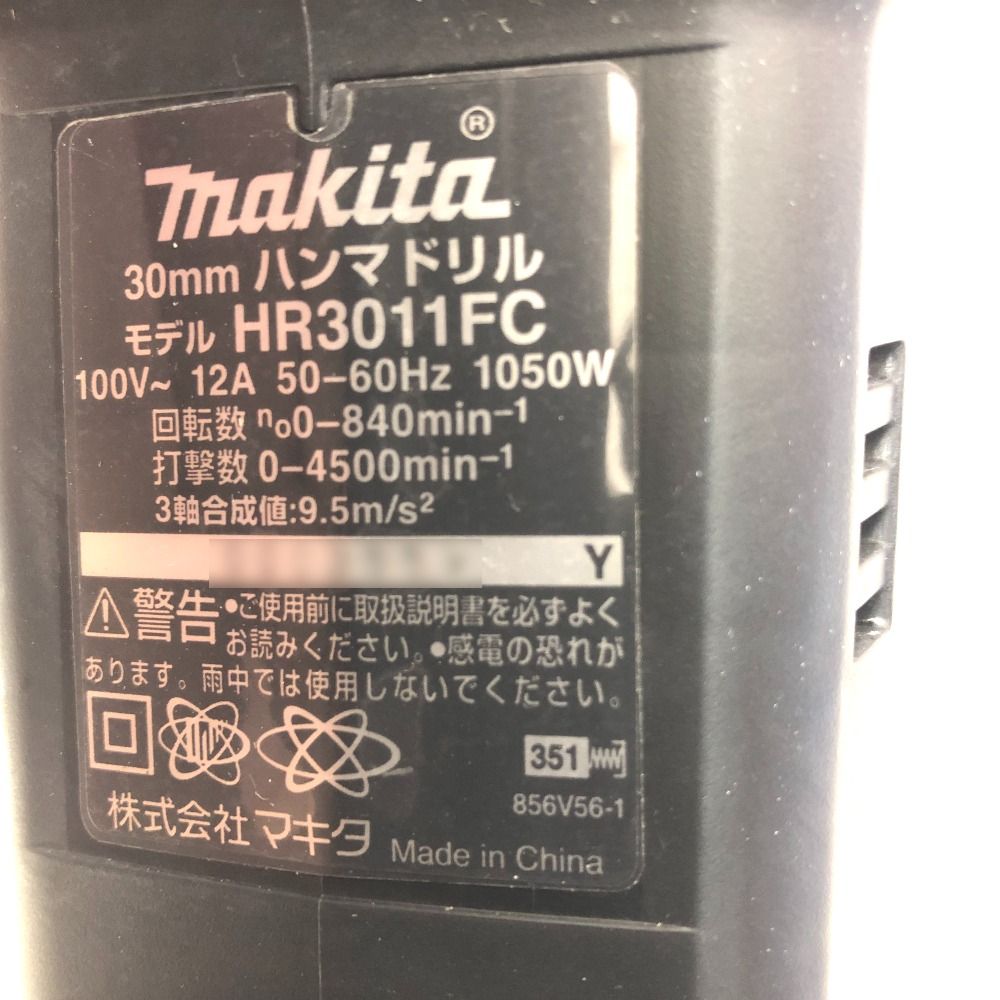 makita®
30mm ハンマドリル
モデル HR3011FC
100V~ 12A 50-60Hz 1050W
回転数 n₀0-840min⁻¹
打撃数 0-4500min⁻¹
3軸合成値:9.5m/s²
Y
警告 •ご使用前に取扱説明書を必ずよく
お読みください。•感電の恐れが
あります。雨中では使用しないでください。
351
856V56-1
株式会社 マキタ Made in China